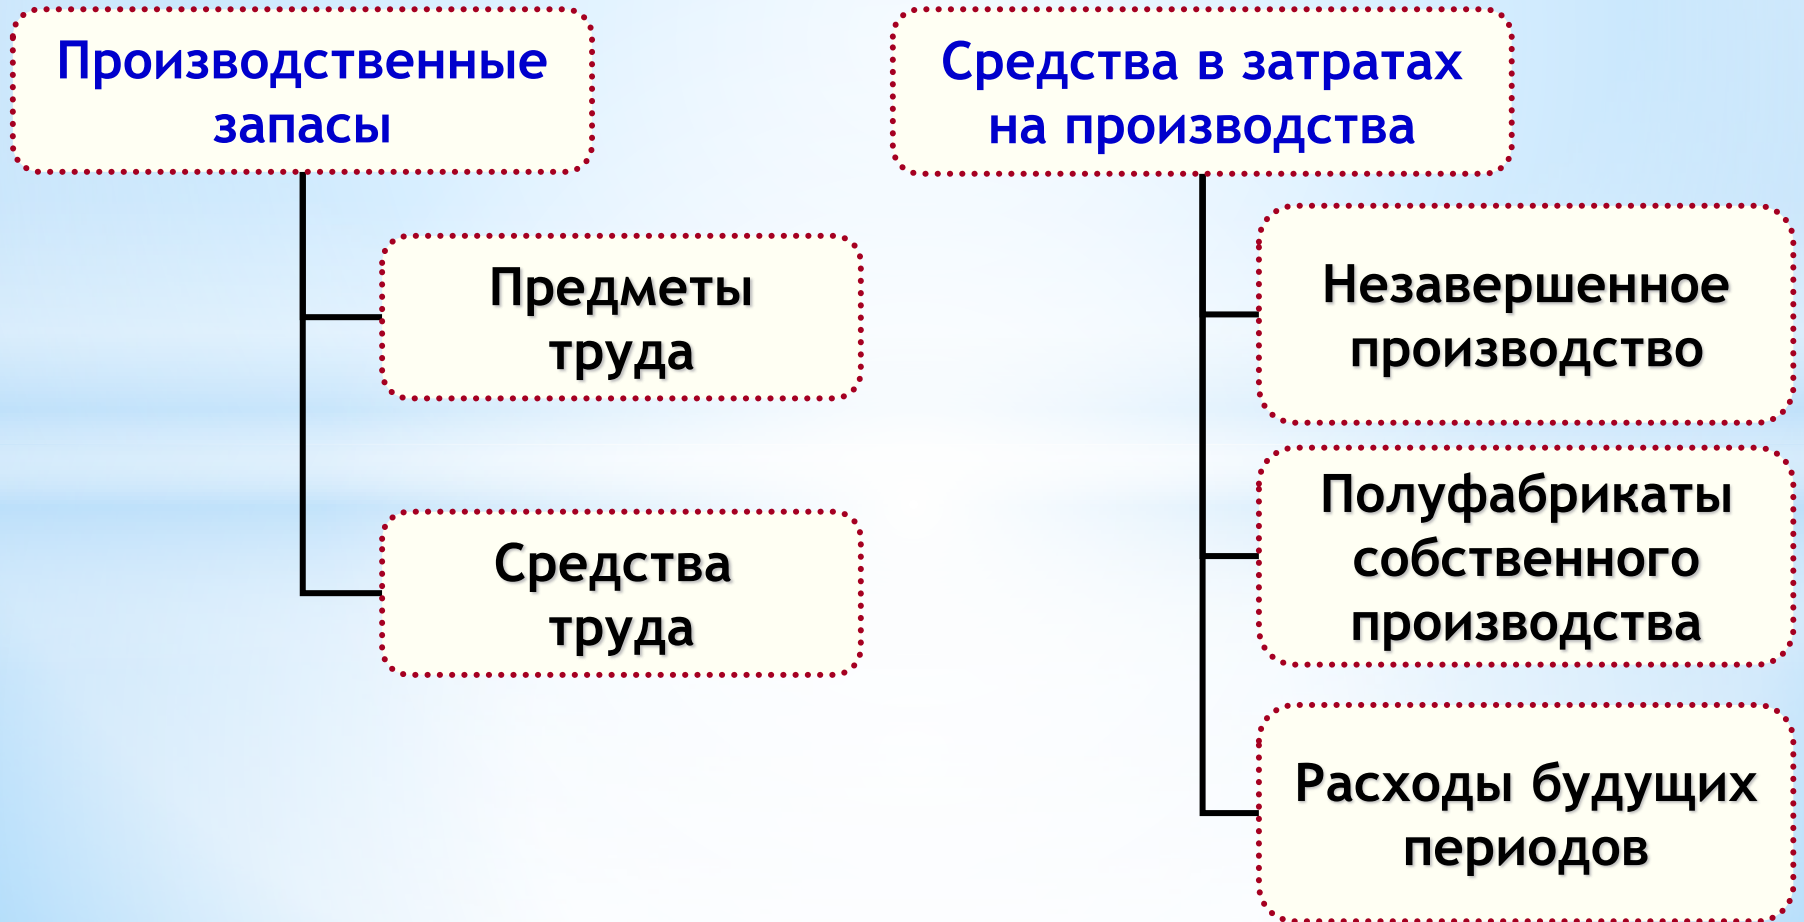 Производственные
запасы
Предметы
труда
Средства
труда
Средства в затратах
на производства
Незавершенное
производство
Полуфабрикаты
собственного
производства
Расходы будущих
периодов